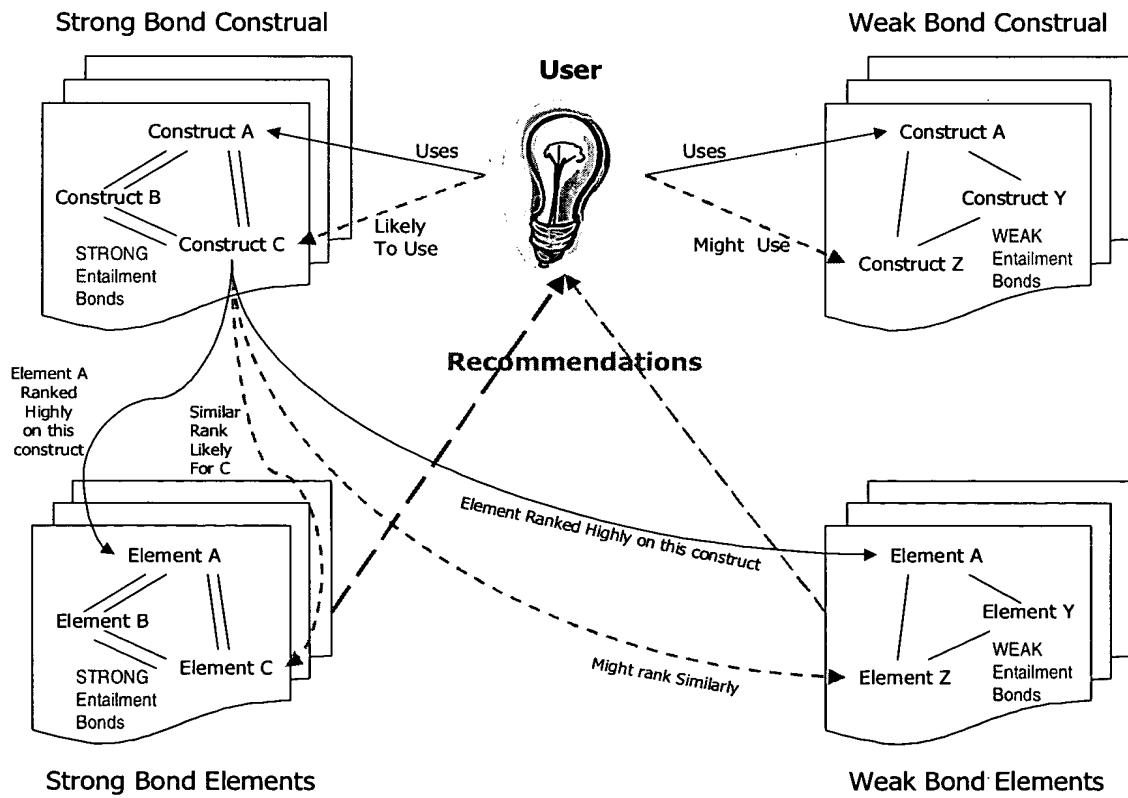 Strong Bond Construal
Weak Bond Construal
User
Construct A
Construct B
Construct C
STRONG
Entailment
Bonds
Uses
Likely
To Use
Uses
Might Use
Construct A
Construct Y
Construct Z
WEAK
Entailment
Bonds
Recommendations
Element A
Ranked
Highly
on this
construct
Similar
Rank
Likely
For C
Element Ranked Highly on this construct
Might rank Similarly
Element A
Element B
Element C
STRONG
Entailment
Bonds
Element A
Element Y
Element Z
WEAK
Entailment
Bonds
Strong Bond Elements
Weak Bond Elements